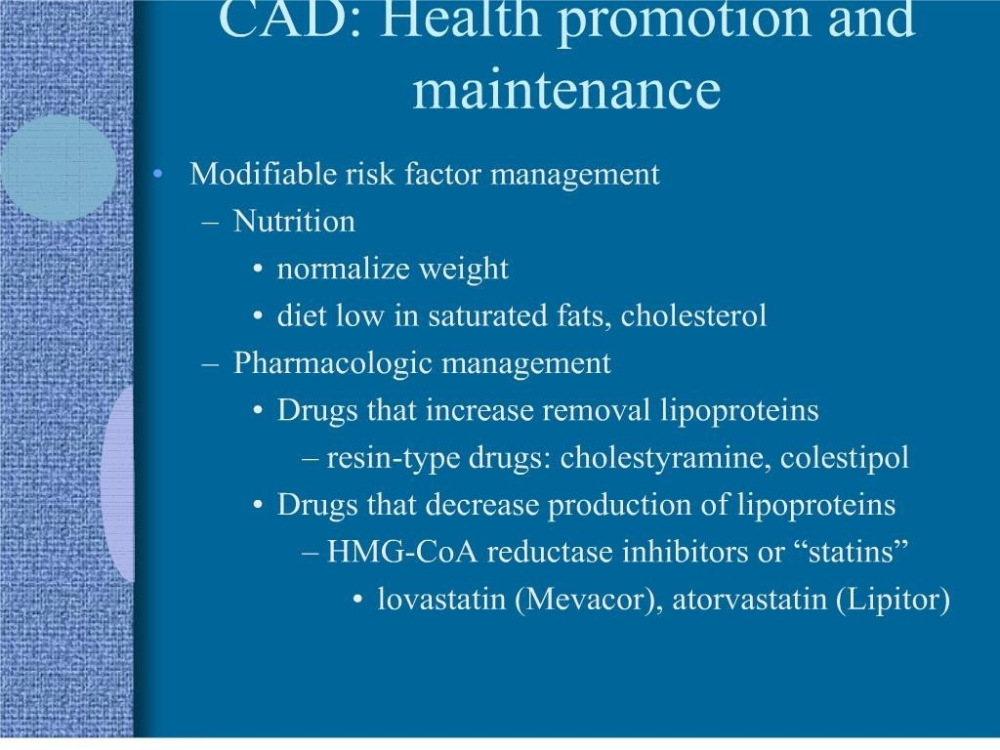 CAD: Health promotion and
maintenance
• Modifiable risk factor management
– Nutrition
• normalize weight
• diet low in saturated fats, cholesterol
– Pharmacologic management
• Drugs that increase removal lipoproteins
– resin-type drugs: cholestyramine, colestipol
• Drugs that decrease production of lipoproteins
– HMG-CoA reductase inhibitors or “statins”
• lovastatin (Mevacor), atorvastatin (Lipitor)